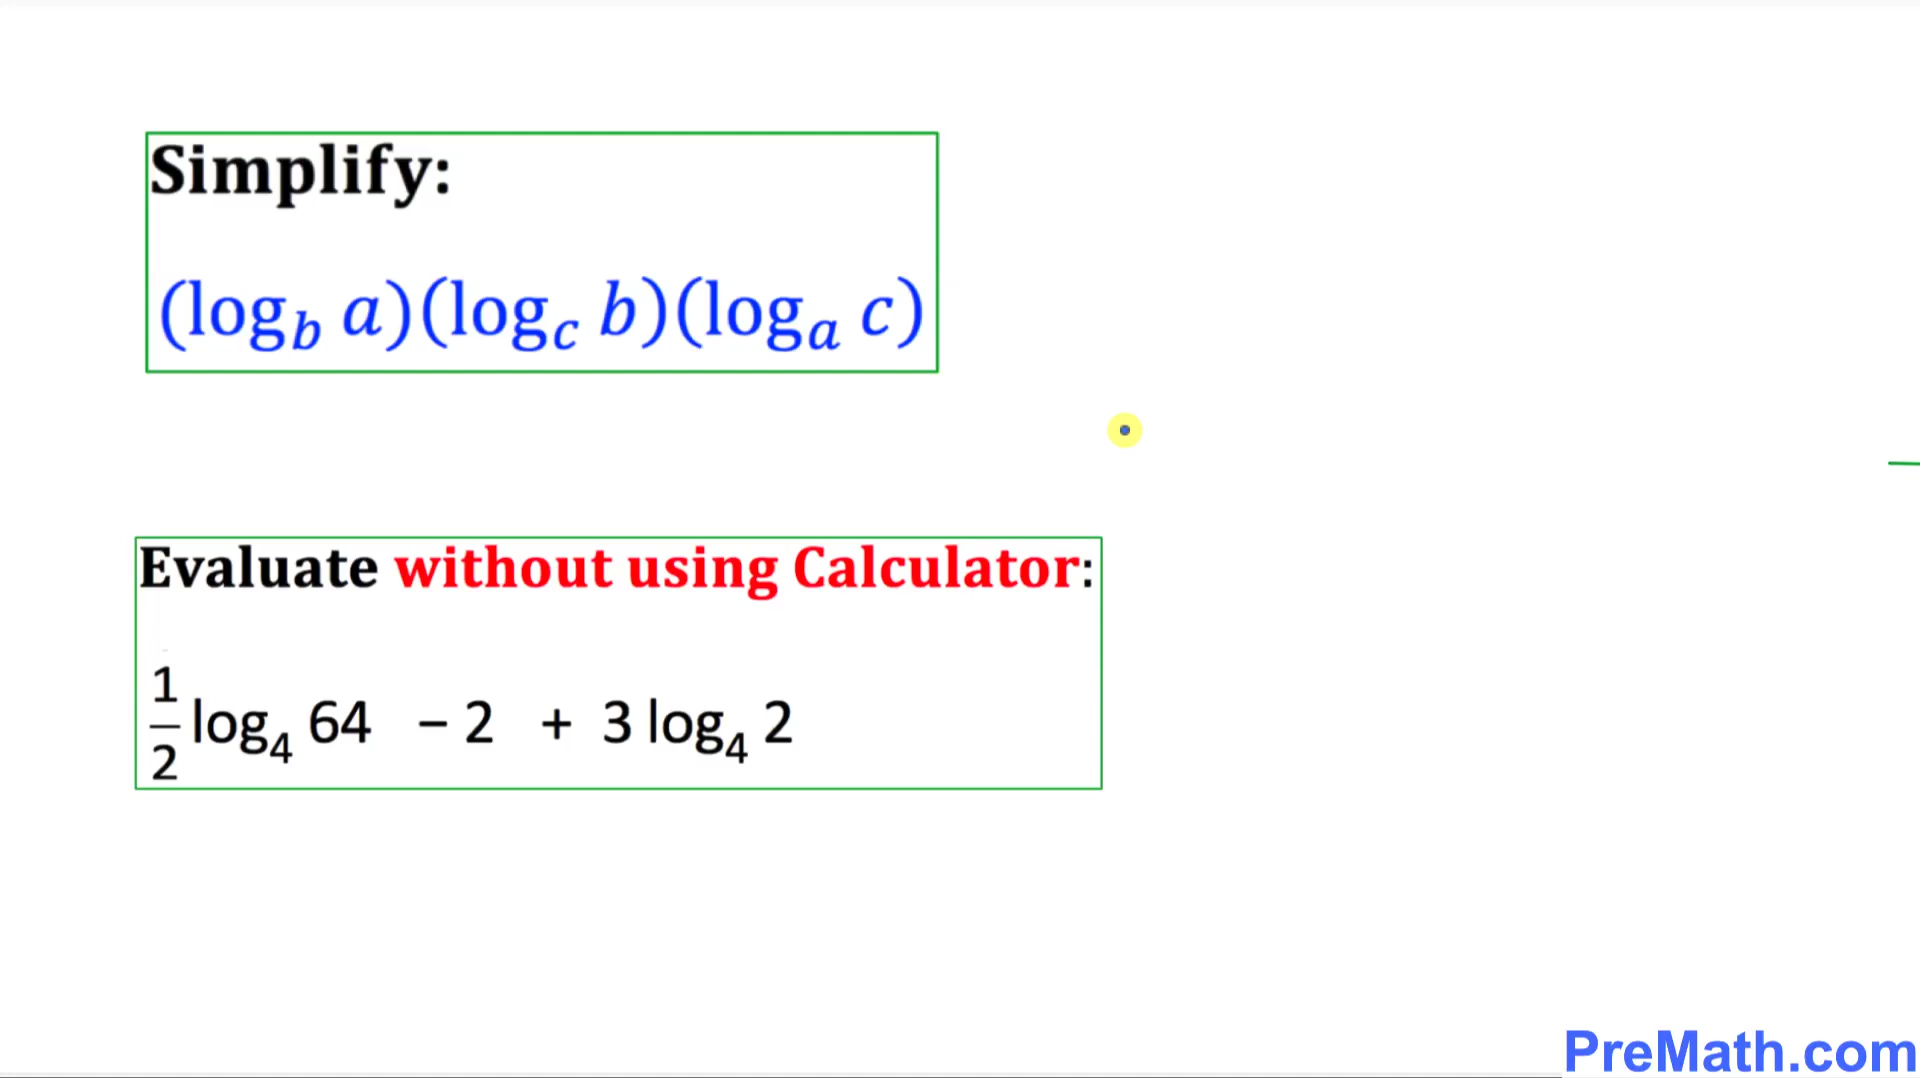 Simplify:
(log_b a)(log_c b)(log_a c)
Evaluate without using Calculator:
1/2 log_4 64 – 2 + 3 log_4 2
PreMath.com